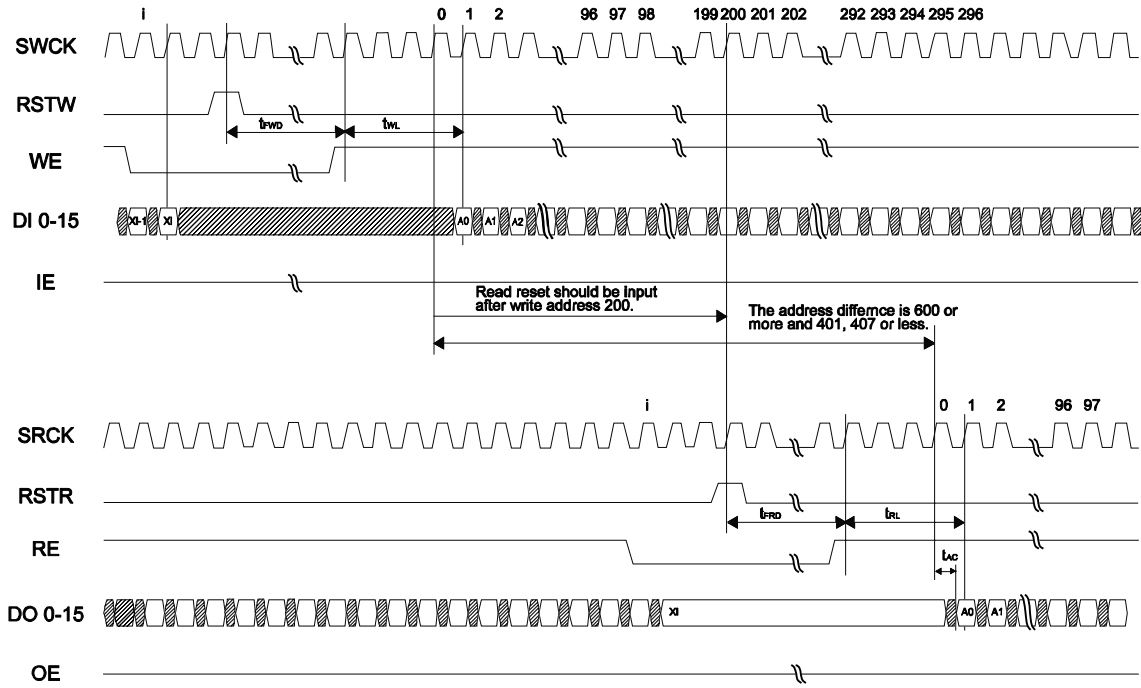 i 0 1 2 96 97 98 199 200 201 202 292 293 294 295 296
SWCK
RSTW
tFWD tWL
WE
DI 0-15 XI-1 XI A0 A1 A2
IE
Read reset should be input
after write address 200.
The address differnce is 600 or
more and 401, 407 or less.
i 0 1 2 96 97
SRCK
RSTR
tFRD tRL
RE
tAC
DO 0-15 XI A0 A1
OE